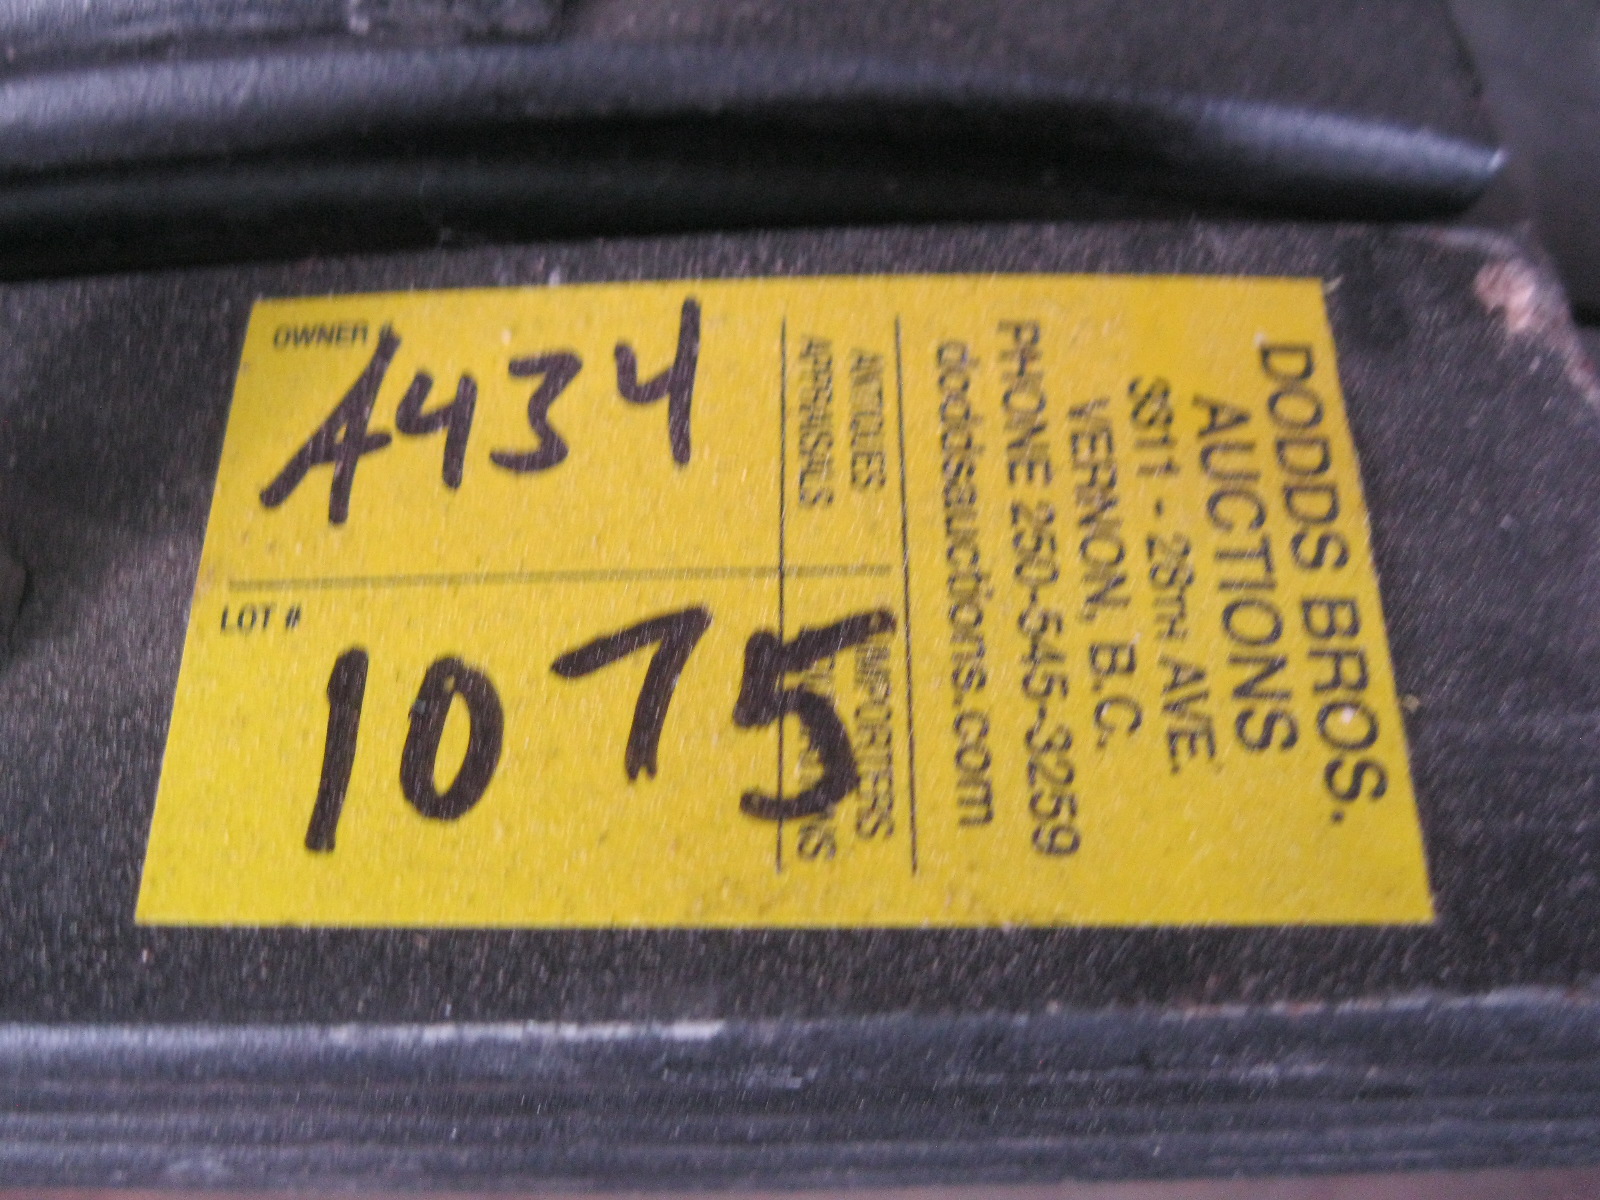 OWNER #
A434
LOT #
1075
DODDS BROS.
AUCTIONS
3311 - 28TH AVE.
VERNON, B.C.
PHONE 250-545-3259
doddsauctions.com
ANTIQUES IMPORTERS
APPRAISALS